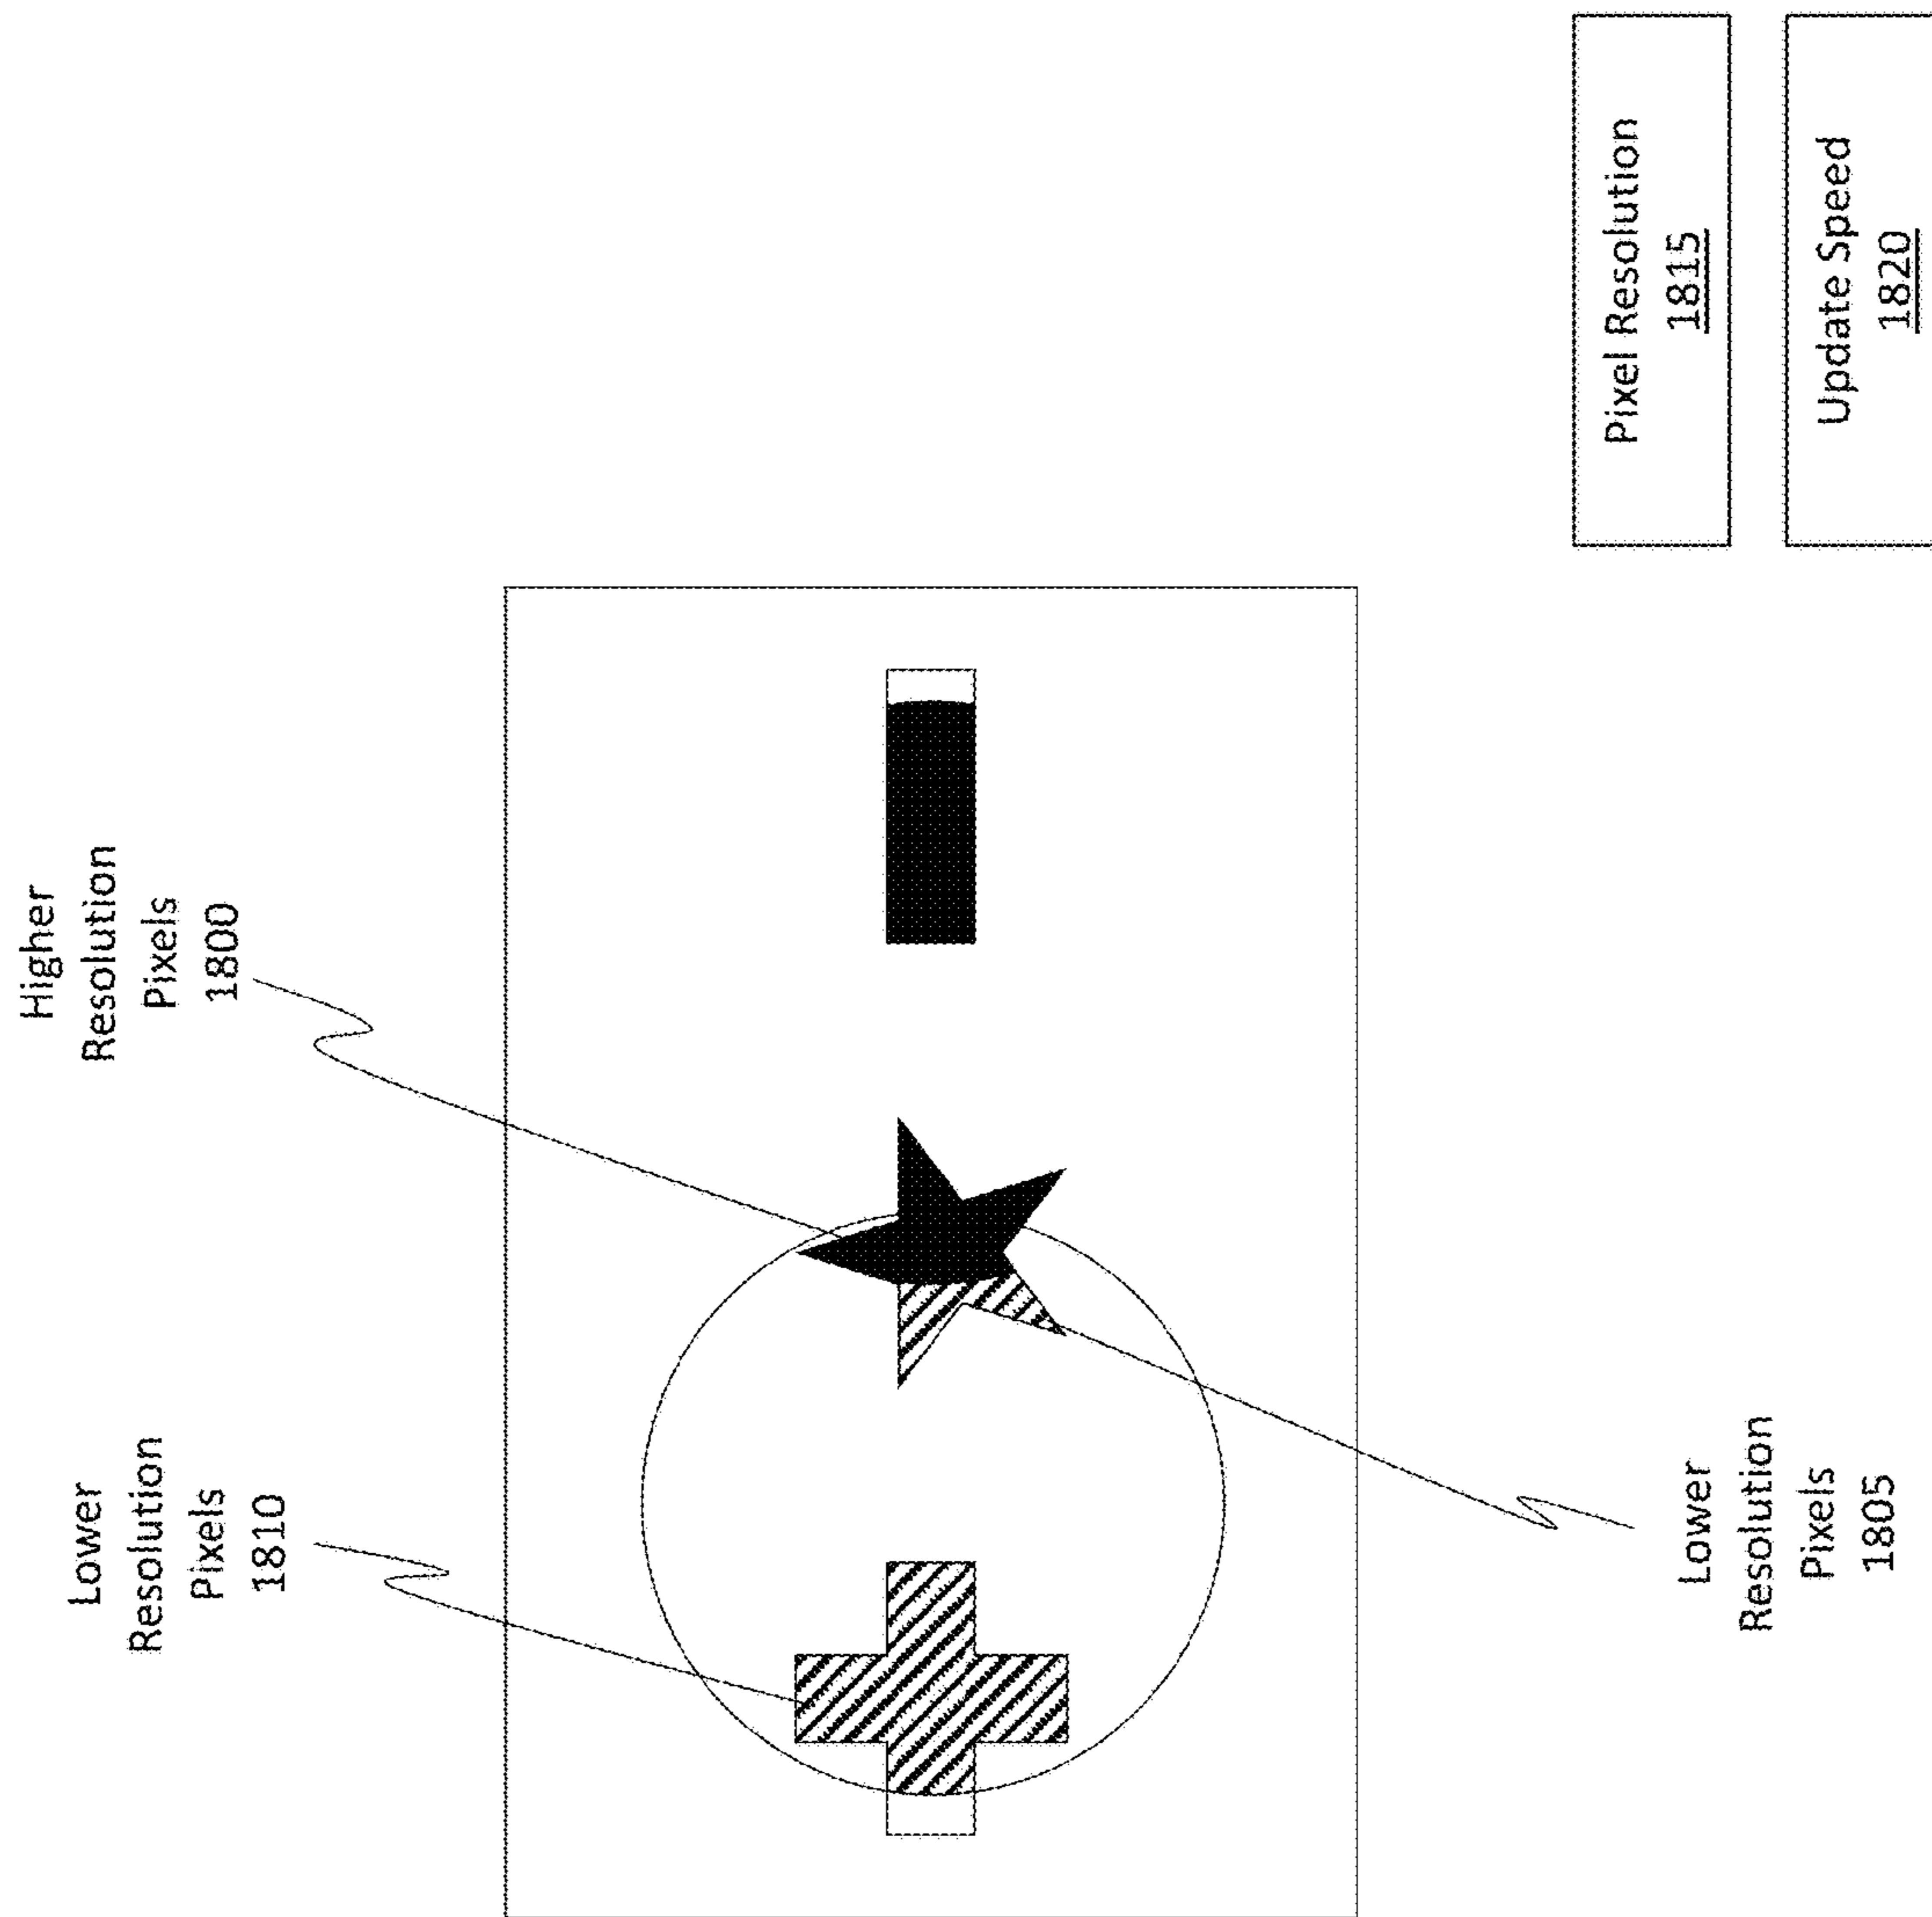 Lower
Resolution
Pixels
1810
Higher
Resolution
Pixels
1800
Lower
Resolution
Pixels
1805
Pixel Resolution
1815
Update Speed
1820